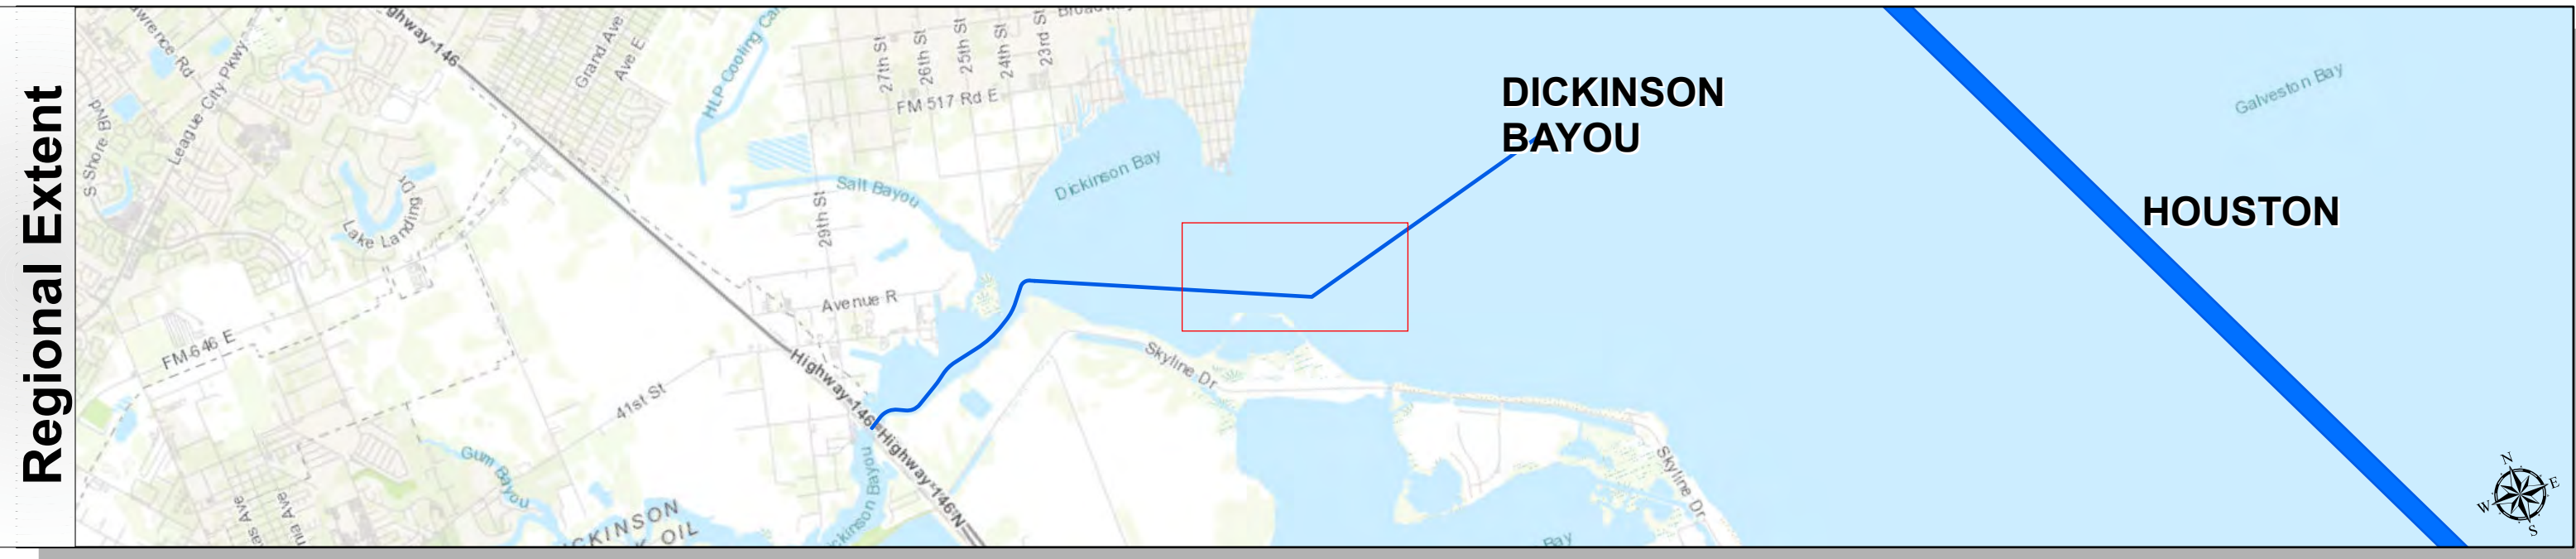 Regional Extent
Highway-146
Grand Ave
Ave E
HLP Cooling
27th St
26th St
25th St
24th St
23rd St
FM 517 Rd E
DICKINSON
BAYOU
Galveston Bay
S Shore Blvd
League City Pkwy
Lake Landing Dr
Salt Bayou
29th St
Dickinson Bay
HOUSTON
Avenue R
FM-646 E
41st St
Highway-146
Highway-146 N
Skyline Dr
Gum Bayou
Skyline Dr
Bayou
OIL
Bay
N
W
E
S